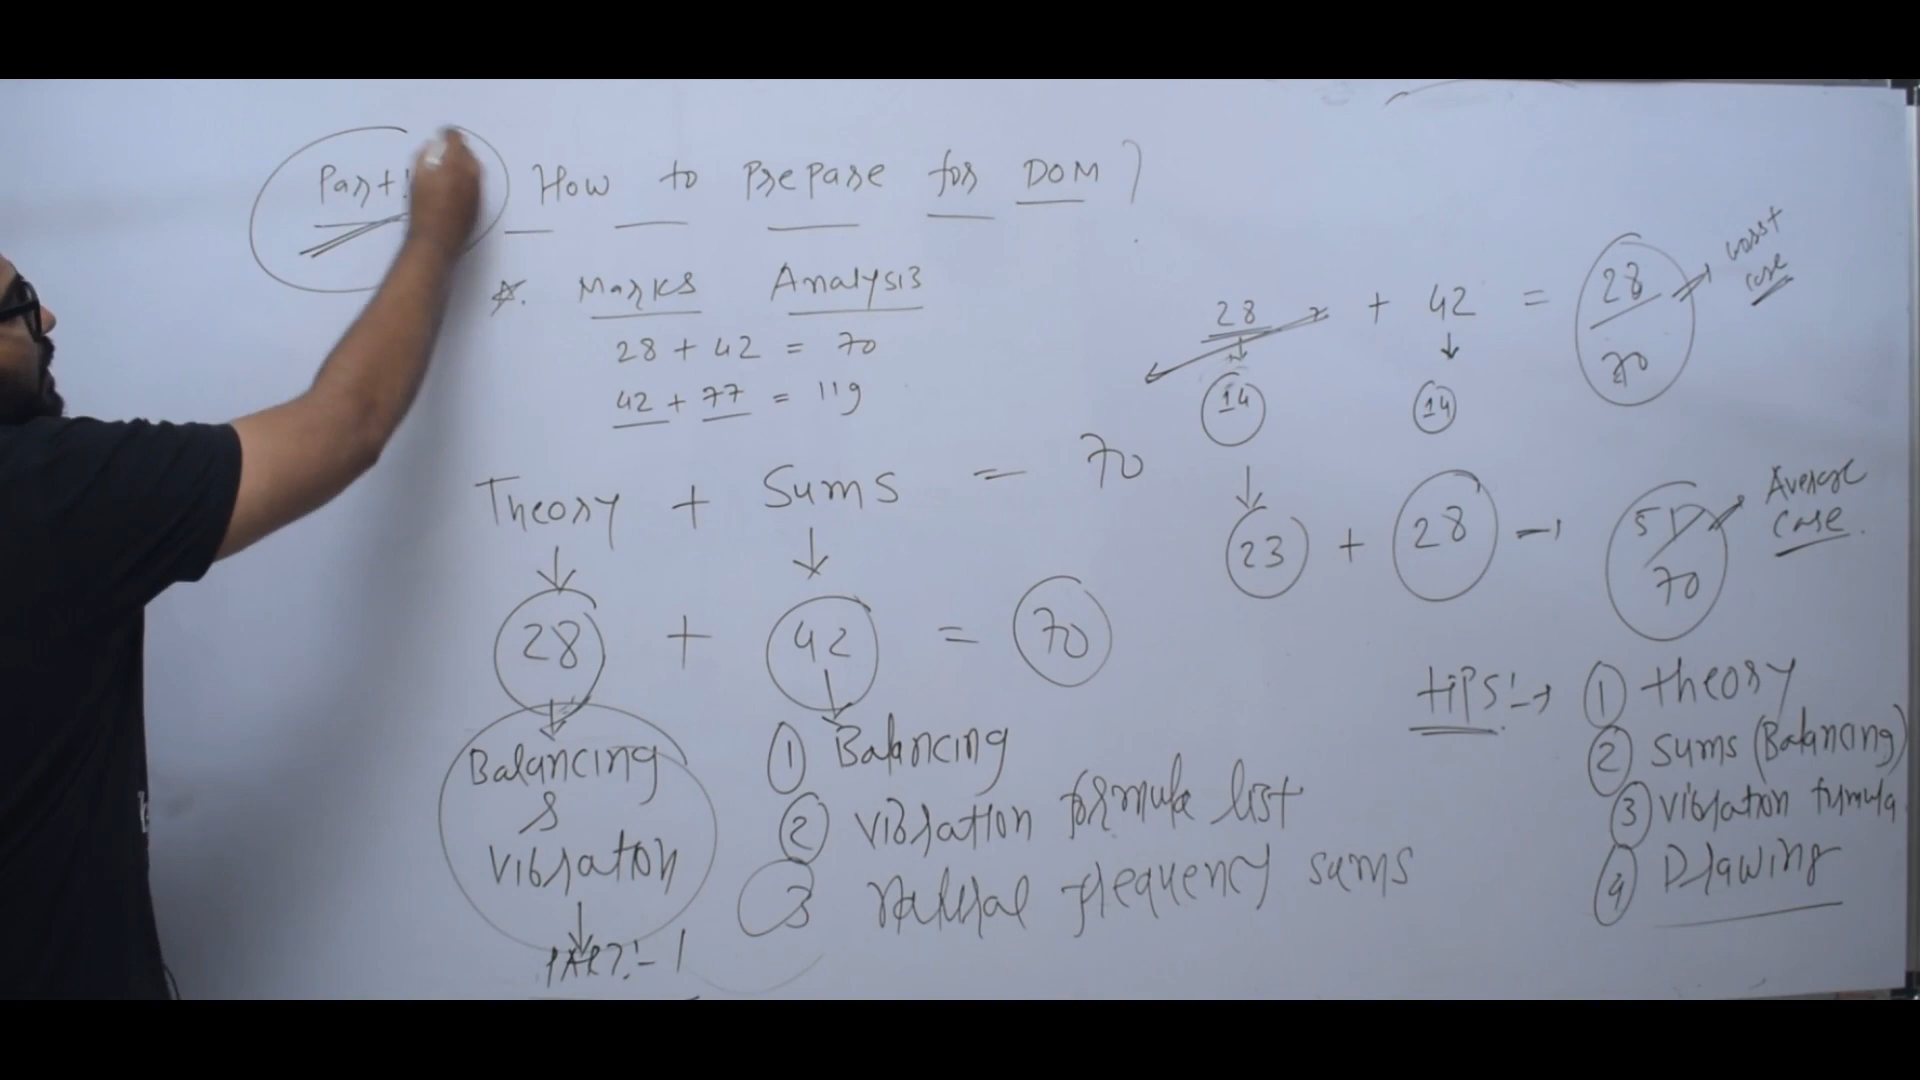 Part:
How to Prepare for DOM ?
Marks Analysis
28 + 42 = 70
42 + 77 = 119
Theory + Sums = 70
28 + 42 = 70
Balancing
&
Vibration
PART:- 1
① Balancing
② Vibration formula list
3 natural frequency sums
28 + 42 = 28/70
worst
case
14 14
23 + 28 → 51/70
Average
case.
tips:→ ① theory
② sums (Balancing)
③ vibration fumula
④ Drawing